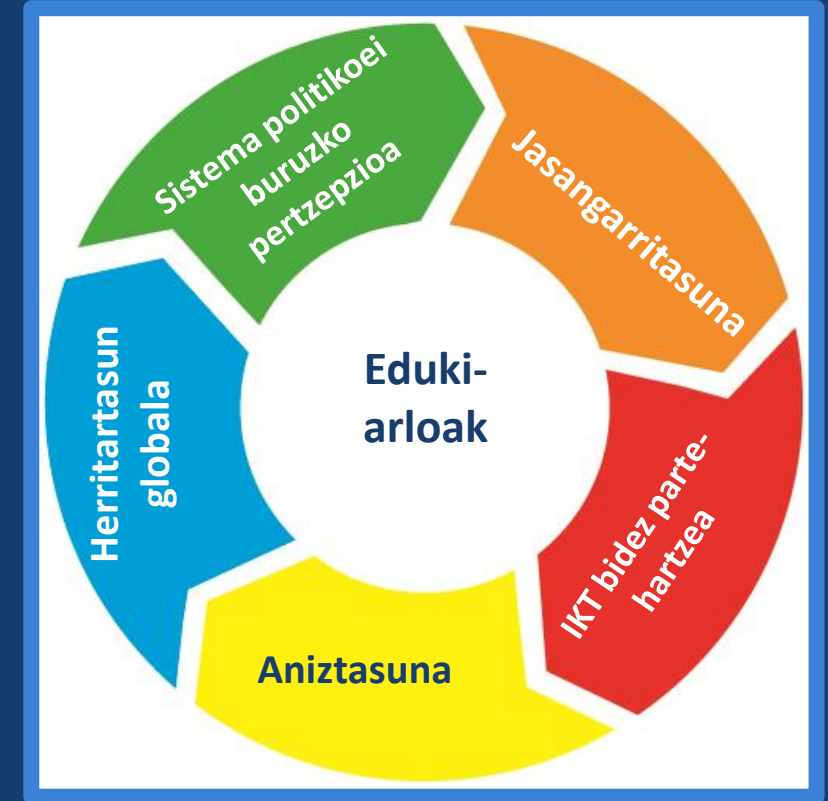 Sistema politikoei
buruzko
pertzepzioa
Jasangarritasuna
Eduki-
arloak
Herritartasun
globala
IKT bidez parte-
hartzea
Aniztasuna